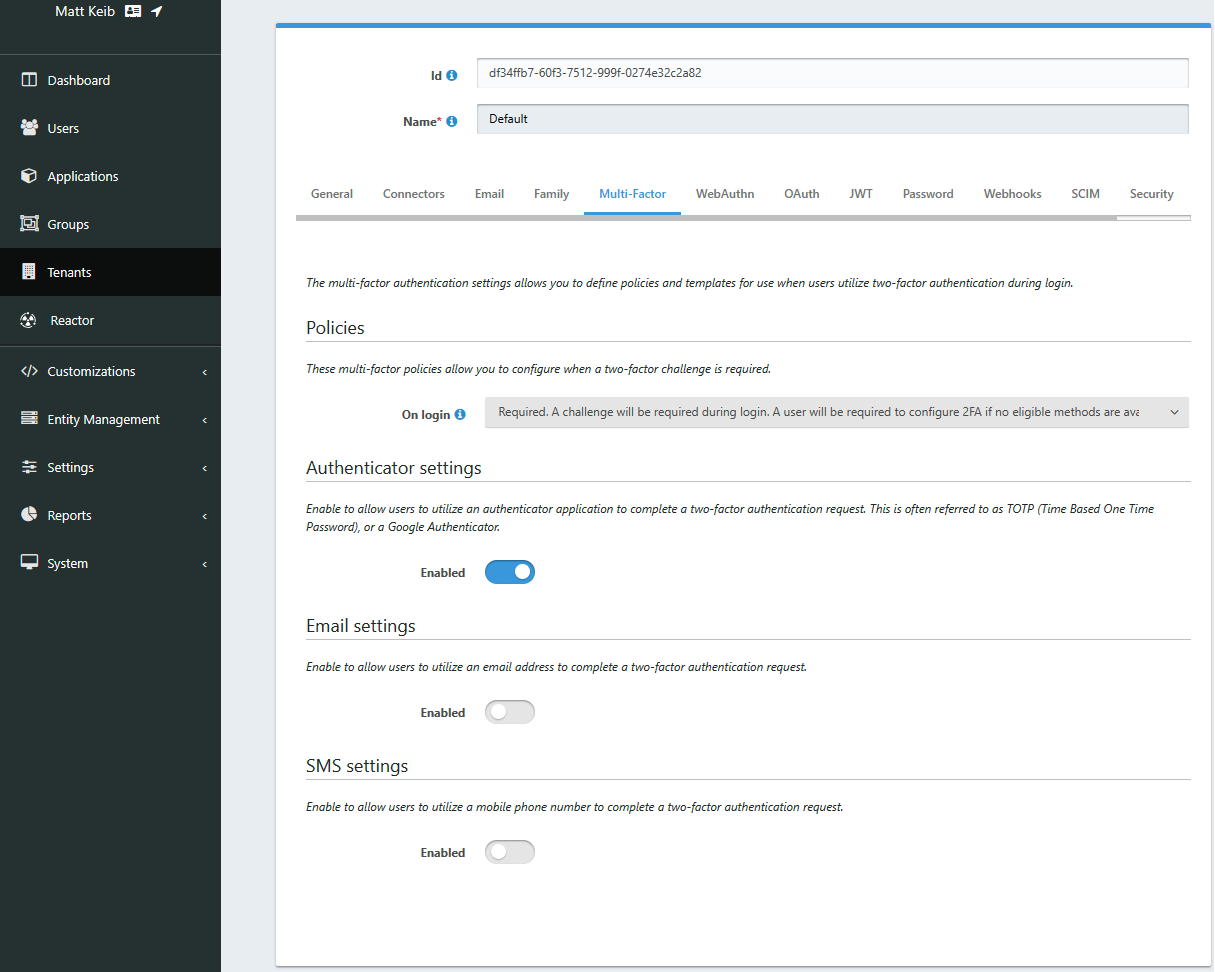 Matt Keib
Dashboard
Users
Applications
Groups
Tenants
Reactor
Customizations
Entity Management
Settings
Reports
System
Id
df34ffb7-60f3-7512-999f-0274e32c2a82
Name*
Default
General Connectors Email Family Multi-Factor WebAuthn OAuth JWT Password Webhooks SCIM Security
The multi-factor authentication settings allows you to define policies and templates for use when users utilize two-factor authentication during login.
Policies
These multi-factor policies allow you to configure when a two-factor challenge is required.
On login
Required. A challenge will be required during login. A user will be required to configure 2FA if no eligible methods are ava
Authenticator settings
Enable to allow users to utilize an authenticator application to complete a two-factor authentication request. This is often referred to as TOTP (Time Based One Time
Password), or a Google Authenticator.
Enabled
Email settings
Enable to allow users to utilize an email address to complete a two-factor authentication request.
Enabled
SMS settings
Enable to allow users to utilize a mobile phone number to complete a two-factor authentication request.
Enabled